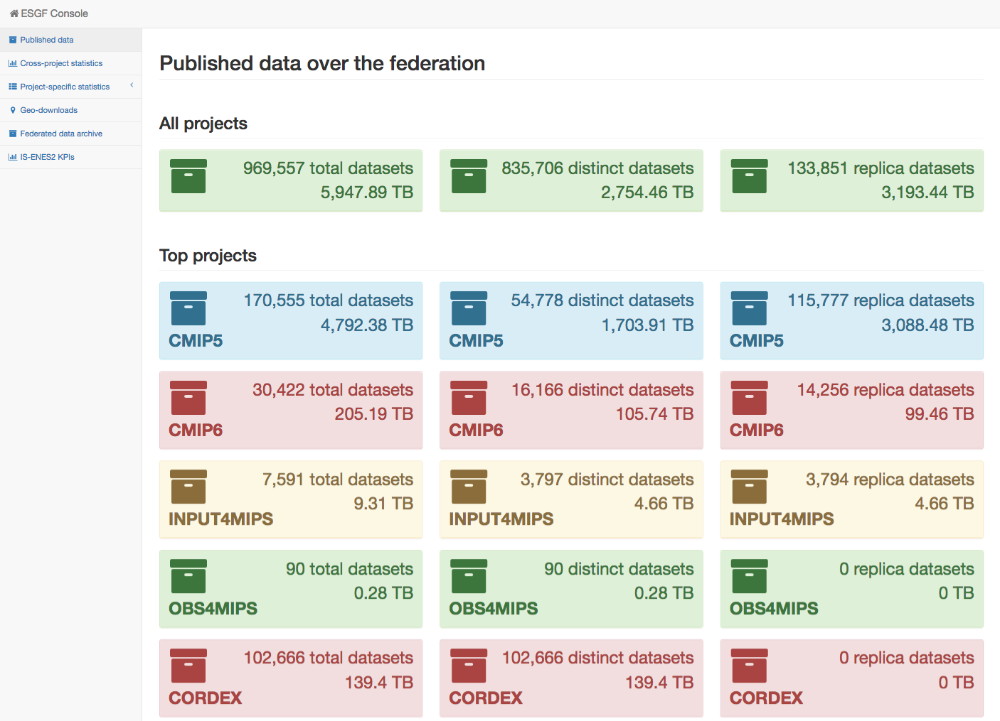 ESGF Console
Published data
Cross-project statistics
Project-specific statistics
Geo-downloads
Federated data archive
IS-ENES2 KPIs
Published data over the federation
All projects
969,557 total datasets
5,947.89 TB
835,706 distinct datasets
2,754.46 TB
133,851 replica datasets
3,193.44 TB
Top projects
170,555 total datasets
4,792.38 TB
CMIP5
54,778 distinct datasets
1,703.91 TB
CMIP5
115,777 replica datasets
3,088.48 TB
CMIP5
30,422 total datasets
205.19 TB
CMIP6
16,166 distinct datasets
105.74 TB
CMIP6
14,256 replica datasets
99.46 TB
CMIP6
7,591 total datasets
9.31 TB
INPUT4MIPS
3,797 distinct datasets
4.66 TB
INPUT4MIPS
3,794 replica datasets
4.66 TB
INPUT4MIPS
90 total datasets
0.28 TB
OBS4MIPS
90 distinct datasets
0.28 TB
OBS4MIPS
0 replica datasets
0 TB
OBS4MIPS
102,666 total datasets
139.4 TB
CORDEX
102,666 distinct datasets
139.4 TB
CORDEX
0 replica datasets
0 TB
CORDEX